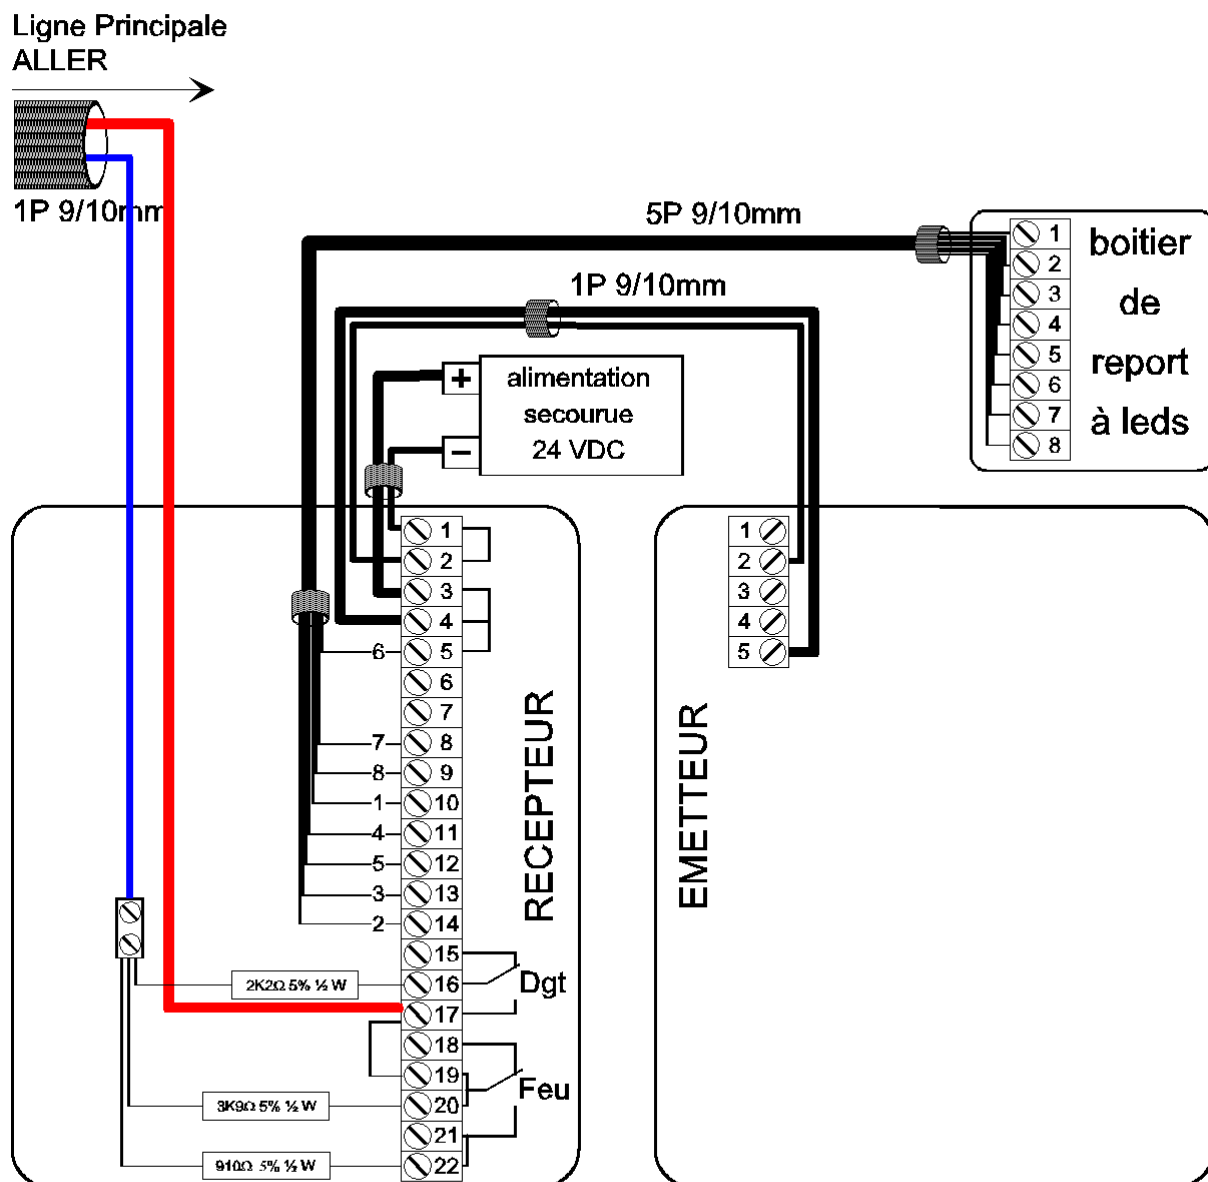 Ligne Principale
ALLER
1P 9/10mm
5P 9/10mm
1P 9/10mm
1
2
3
4
5
6
7
8
boitier
de
report
à leds
+
−
alimentation
secourue
24 VDC
1
2
3
4
6 5
6
7
7 8
8 9
1 10
4 11
5 12
3 13
2 14
15
2K2Ω 5% ½ W 16
17
18
19
3K9Ω 5% ½ W 20
21
910Ω 5% ½ W 22
Dgt
Feu
RECEPTEUR
1
2
3
4
5
EMETTEUR